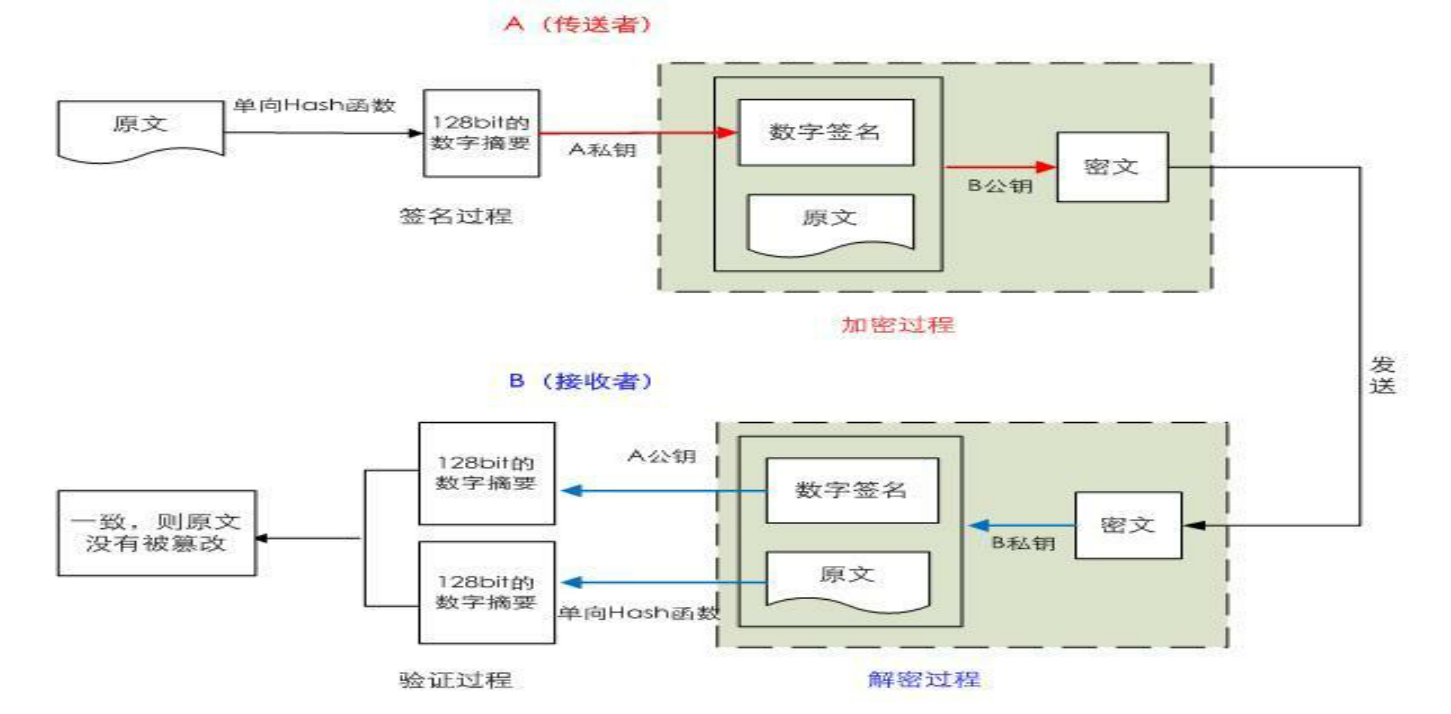 A（传送者）
原文
单向Hash函数
128bit的
数字摘要
A私钥
数字签名
原文
B公钥
密文
签名过程
加密过程
发
送
B（接收者）
128bit的
数字摘要
A公钥
数字签名
密文
B私钥
一致，则原文
没有被篡改
128bit的
数字摘要
单向Hash函数
原文
验证过程
解密过程